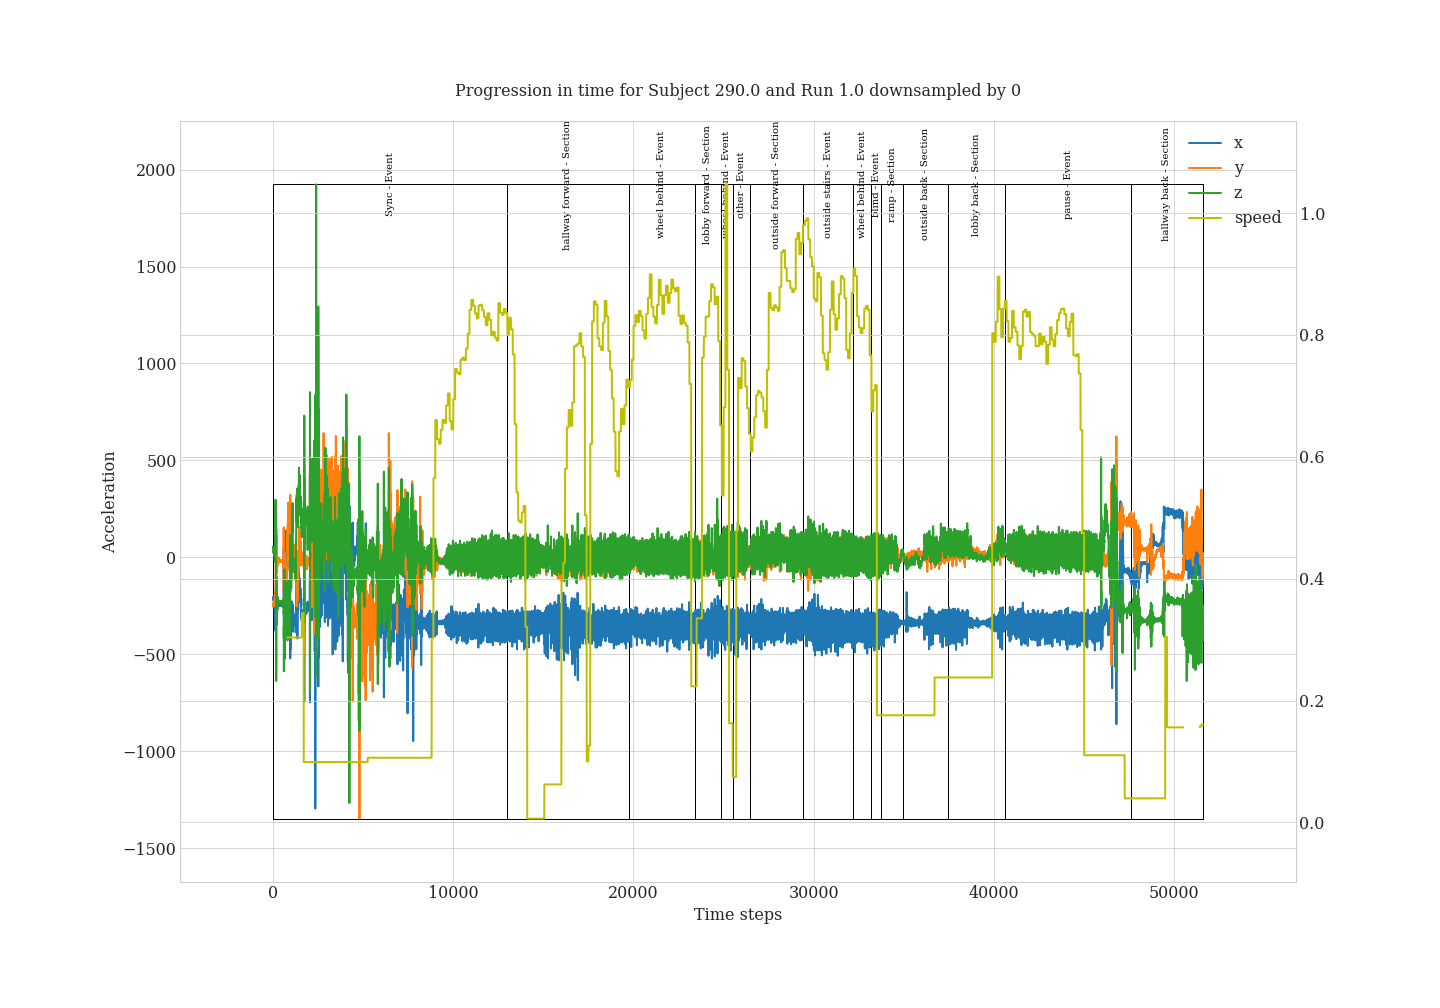 Progression in time for Subject 290.0 and Run 1.0 downsampled by 0
Acceleration
2000
1500
1000
500
0
−500
−1000
−1500
Sync - Event
hallway forward - Section
wheel behind - Event
lobby forward - Section
wheel behind - Event
other - Event
outside forward - Section
outside stairs - Event
wheel behind - Event
blind - Event
ramp - Section
outside back - Section
lobby back - Section
pause - Event
hallway back - Section
x
y
z
speed
1.0
0.8
0.6
0.4
0.2
0.0
0
10000
20000
30000
40000
50000
Time steps